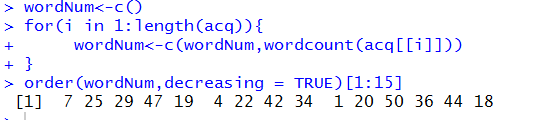 > wordNum<-c()
> for(i in 1:length(acq)){
+     wordNum<-c(wordNum,wordcount(acq[[i]]))
+ }
> order(wordNum,decreasing = TRUE)[1:15]
 [1]  7 25 29 47 19  4 22 42 34  1 20 50 36 44 18
>